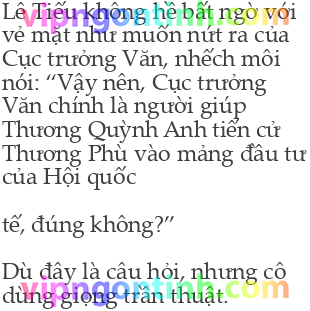 Lê Tiếu không hề bất ngờ với
vẻ mặt như muốn nứt ra của
Cục trưởng Văn, nhếch môi
nói: “Vậy nên, Cục trưởng
Văn chính là người giúp
Thương Quỳnh Anh tiến cử
Thương Phù vào mảng đầu tư
của Hội quốc
tế, đúng không?”
Dù đây là câu hỏi, nhưng cô
dùng giọng trần thuật.
vipngontinh.com
vipngontinh.com